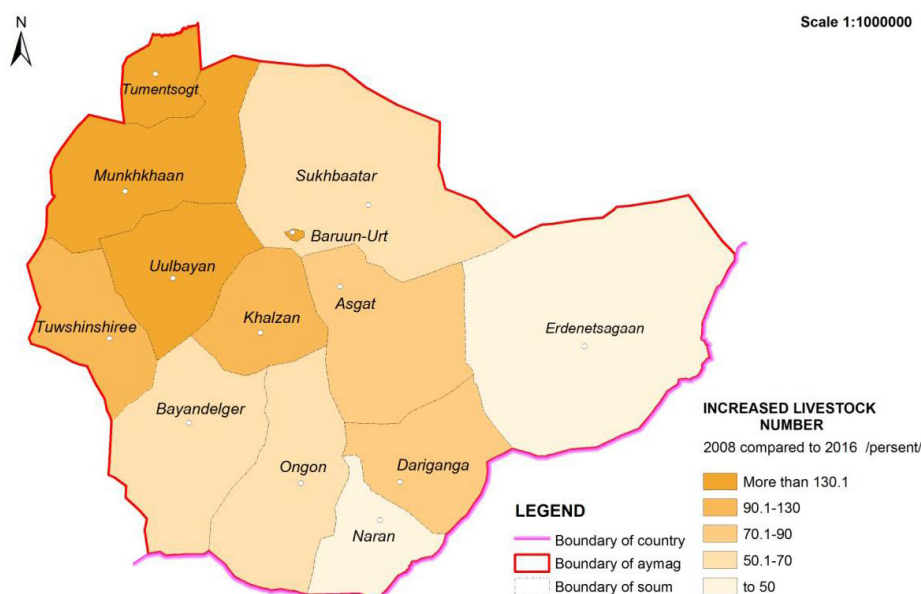 N
Scale 1:1000000
Tumentsogt
Munkhkhaan
Sukhbaatar
Baruun-Urt
Uulbayan
Asgat
Khalzan
Tuwshinshiree
Erdenetsagaan
Bayandelger
Ongon
Dariganga
Naran
INCREASED LIVESTOCK
NUMBER
2008 compared to 2016 /persent/
More than 130.1
90.1-130
70.1-90
50.1-70
to 50
LEGEND
Boundary of country
Boundary of aymag
Boundary of soum